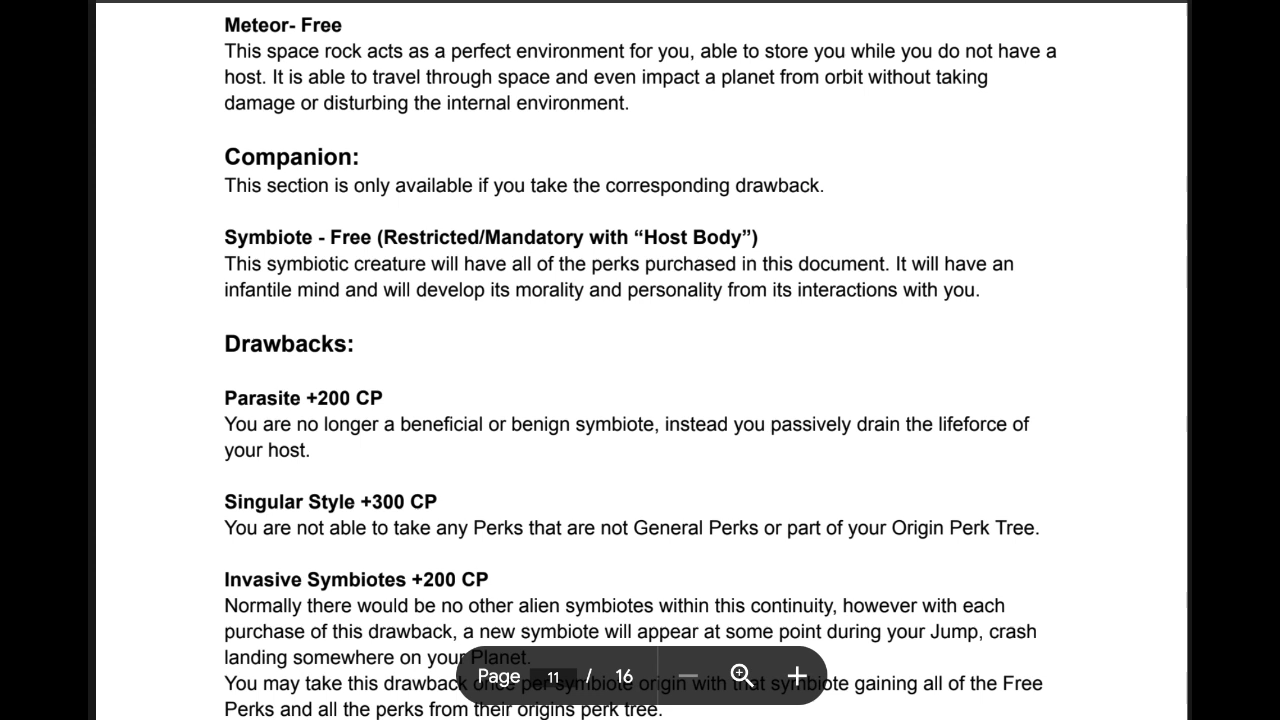 Meteor- Free
This space rock acts as a perfect environment for you, able to store you while you do not have a
host. It is able to travel through space and even impact a planet from orbit without taking
damage or disturbing the internal environment.
Companion:
This section is only available if you take the corresponding drawback.
Symbiote - Free (Restricted/Mandatory with “Host Body”)
This symbiotic creature will have all of the perks purchased in this document. It will have an
infantile mind and will develop its morality and personality from its interactions with you.
Drawbacks:
Parasite +200 CP
You are no longer a beneficial or benign symbiote, instead you passively drain the lifeforce of
your host.
Singular Style +300 CP
You are not able to take any Perks that are not General Perks or part of your Origin Perk Tree.
Invasive Symbiotes +200 CP
Normally there would be no other alien symbiotes within this continuity, however with each
purchase of this drawback, a new symbiote will appear at some point during your Jump, crash
landing somewhere on your Planet.
You may take this drawback once per symbiote origin with that symbiote gaining all of the Free
Perks and all the perks from their origins perk tree.
Page 11 / 16